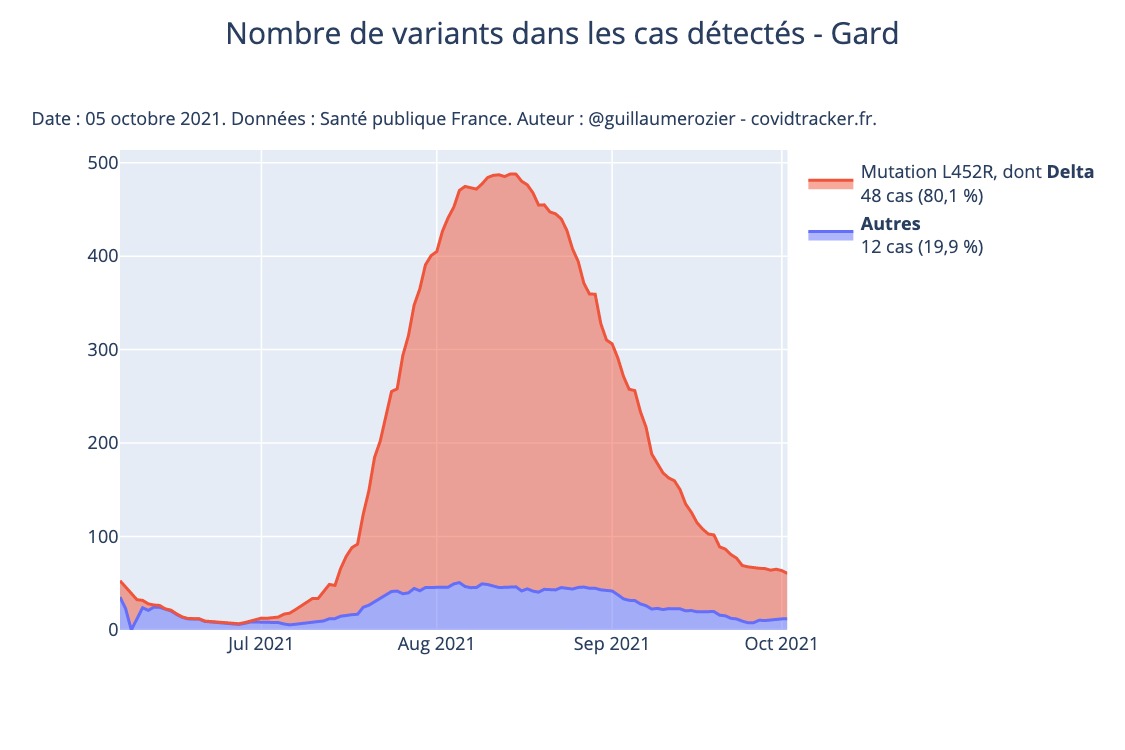 Nombre de variants dans les cas détectés - Gard
Date : 05 octobre 2021. Données : Santé publique France. Auteur : @guillaumerozier - covidtracker.fr.
500
400
300
200
100
0
Jul 2021
Aug 2021
Sep 2021
Oct 2021
Mutation L452R, dont Delta
48 cas (80,1 %)
Autres
12 cas (19,9 %)